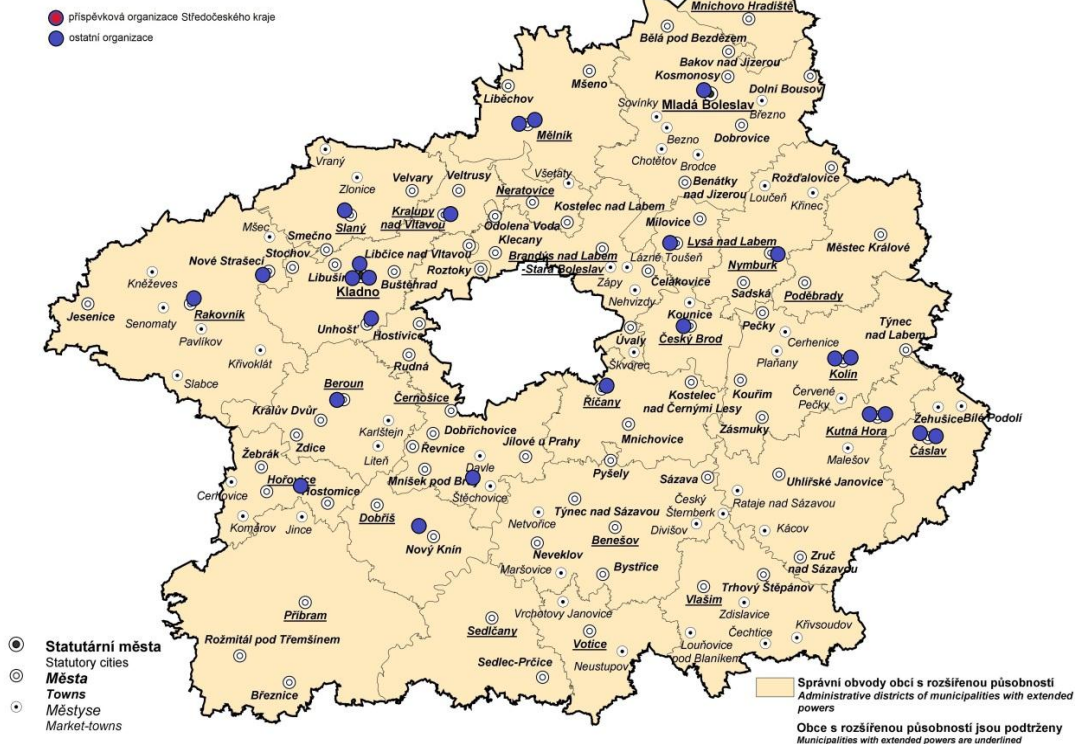 příspěvková organizace Středočeského kraje
ostatní organizace
Mnichovo Hradiště
Bělá pod Bezdězem
Bakov nad Jizerou
Kosmonosy
Mšeno
Liběchov
Dolní Bousov
Sovínky
Mladá Boleslav
Březno
Mělník
Bezno
Dobrovice
Vraný
Chotětov
Brodce
Zlonice
Velvary
Veltrusy
Všetaty
Benátky
nad Jizerou
Rožďalovice
Loučeň
Křinec
Neratovice
Kostelec nad Labem
Slaný
Kralupy
nad Vltavou
Odolena Voda
Milovice
Mšec
Smečno
Klecany
Lysá nad Labem
Městec Králové
Stochov
Libčice nad Vltavou
Brandýs nad Labem
-Stará Boleslav
Lázně Toušeň
Nymburk
Nové Strašecí
Libušín
Roztoky
Buštěhrad
Zápy
Čelákovice
Kněževes
Kladno
Nehvizdy
Sadská
Poděbrady
Jesenice
Rakovník
Senomaty
Kounice
Pečky
Týnec
nad Labem
Pavlíkov
Unhošť
Hostivice
Úvaly
Český Brod
Cerhenice
Křivoklát
Rudná
Škvorec
Plaňany
Kolín
Slabce
Beroun
Černošice
Říčany
Kostelec
nad Černými Lesy
Kouřim
Červené
Pečky
Žehušice
Bílé Podolí
Králův Dvůr
Karlštejn
Dobřichovice
Mnichovice
Zásmuky
Kutná Hora
Čáslav
Zdice
Liteň
Řevnice
Jílové u Prahy
Malešov
Žebrák
Davle
Pyšely
Hořovice
Mníšek pod Br
Sázava
Uhlířské Janovice
Cerhovice
Hostomice
Štěchovice
Český
Šternberk
Rataje nad Sázavou
Dobříš
Týnec nad Sázavou
Komárov
Jince
Netvořice
Divišov
Kácov
Nový Knín
Benešov
Neveklov
Zruč
nad Sázavou
Maršovice
Bystřice
Trhový Štěpánov
Vlašim
Příbram
Vrchotovy Janovice
Zdislavice
Sedlčany
Křivsoudov
Rožmitál pod Třemšínem
Votice
Čechtice
Louňovice
pod Blaníkem
Neustupov
Sedlec-Prčice
Březnice
Statutární města
Statutory cities
Města
Towns
Městyse
Market-towns
Správní obvody obcí s rozšířenou působností
Administrative districts of municipalities with extended
powers
Obce s rozšířenou působností jsou podtrženy
Municipalities with extended powers are underlined